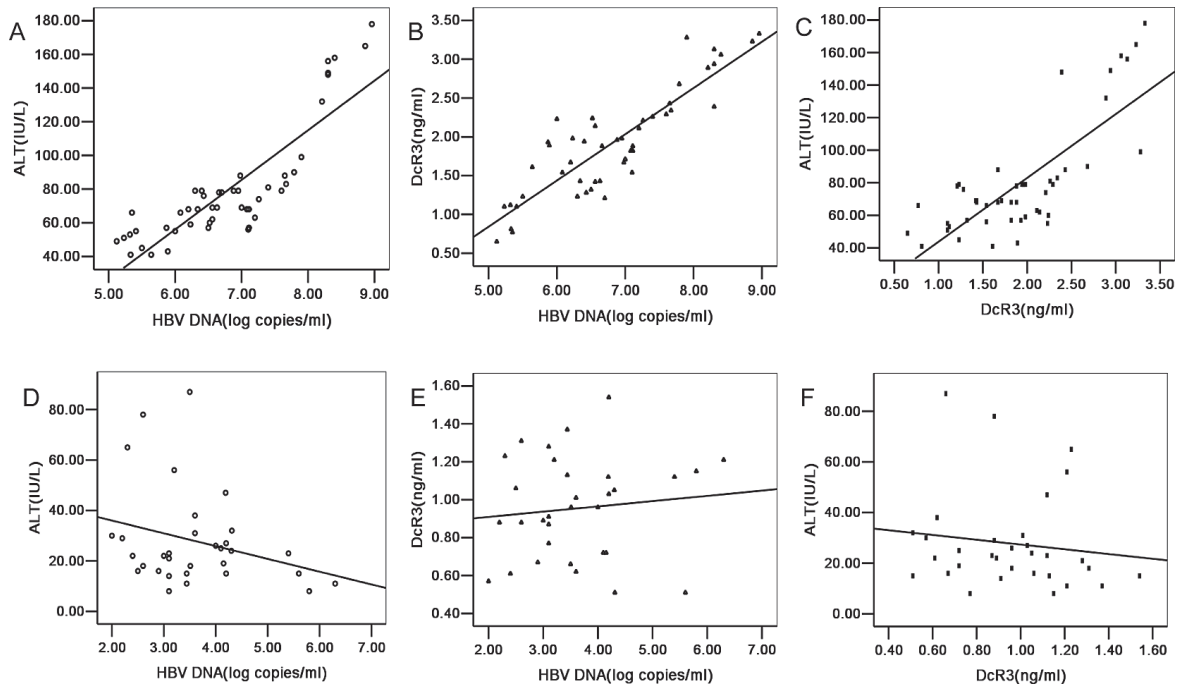 A
ALT(IU/L)
180.00
160.00
140.00
120.00
100.00
80.00
60.00
40.00
5.00 6.00 7.00 8.00 9.00
HBV DNA(log copies/ml)
B
DcR3(ng/ml)
3.50
3.00
2.50
2.00
1.50
1.00
0.50
5.00 6.00 7.00 8.00 9.00
HBV DNA(log copies/ml)
C
ALT(IU/L)
180.00
160.00
140.00
120.00
100.00
80.00
60.00
40.00
0.50 1.00 1.50 2.00 2.50 3.00 3.50
DcR3(ng/ml)
D
ALT(IU/L)
80.00
60.00
40.00
20.00
0.00
2.00 3.00 4.00 5.00 6.00 7.00
HBV DNA(log copies/ml)
E
DcR3(ng/ml)
1.60
1.40
1.20
1.00
0.80
0.60
0.40
2.00 3.00 4.00 5.00 6.00 7.00
HBV DNA(log copies/ml)
F
ALT(IU/L)
80.00
60.00
40.00
20.00
0.00
0.40 0.60 0.80 1.00 1.20 1.40 1.60
DcR3(ng/ml)